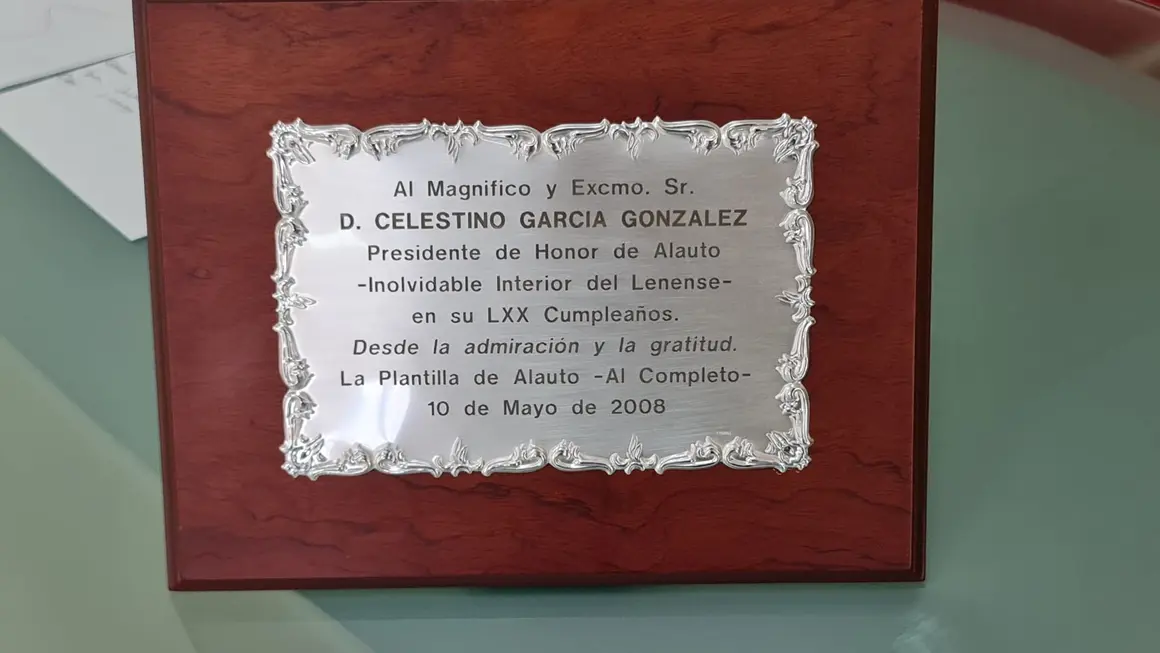 Al Magnifico y Excmo. Sr.
D. CELESTINO GARCIA GONZALEZ
Presidente de Honor de Alauto
-Inolvidable Interior del Lenense-
en su LXX Cumpleaños.
Desde la admiración y la gratitud.
La Plantilla de Alauto -Al Completo-
10 de Mayo de 2008